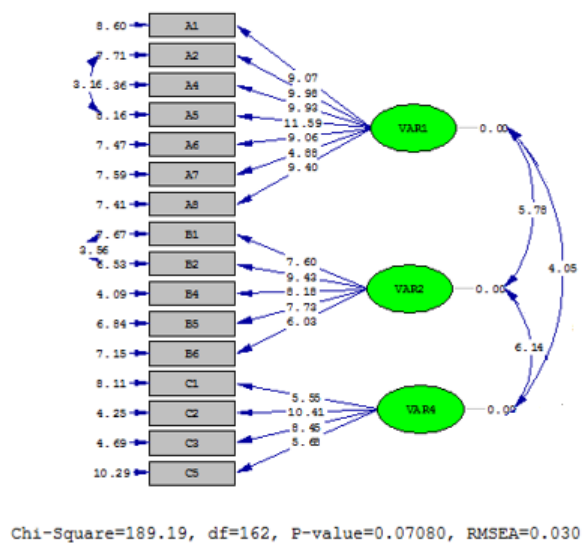 8.60 A1
7.71 A2
3.16 .36 A4
8.16 A5
7.47 A6
7.59 A7
7.41 A8
7.67 B1
3.56
6.53 B2
4.09 B4
6.84 B5
7.15 B6
8.11 C1
4.25 C2
4.69 C3
10.29 C5
9.07
9.98
9.93
11.59
9.06
4.88
9.40
VAR1 0.00
7.60
9.43
8.18
7.73
6.03
VAR2 0.00
5.55
10.41
8.45
5.68
VAR4 0.00
5.78
4.05
6.14
Chi-Square=189.19, df=162, P-value=0.07080, RMSEA=0.030